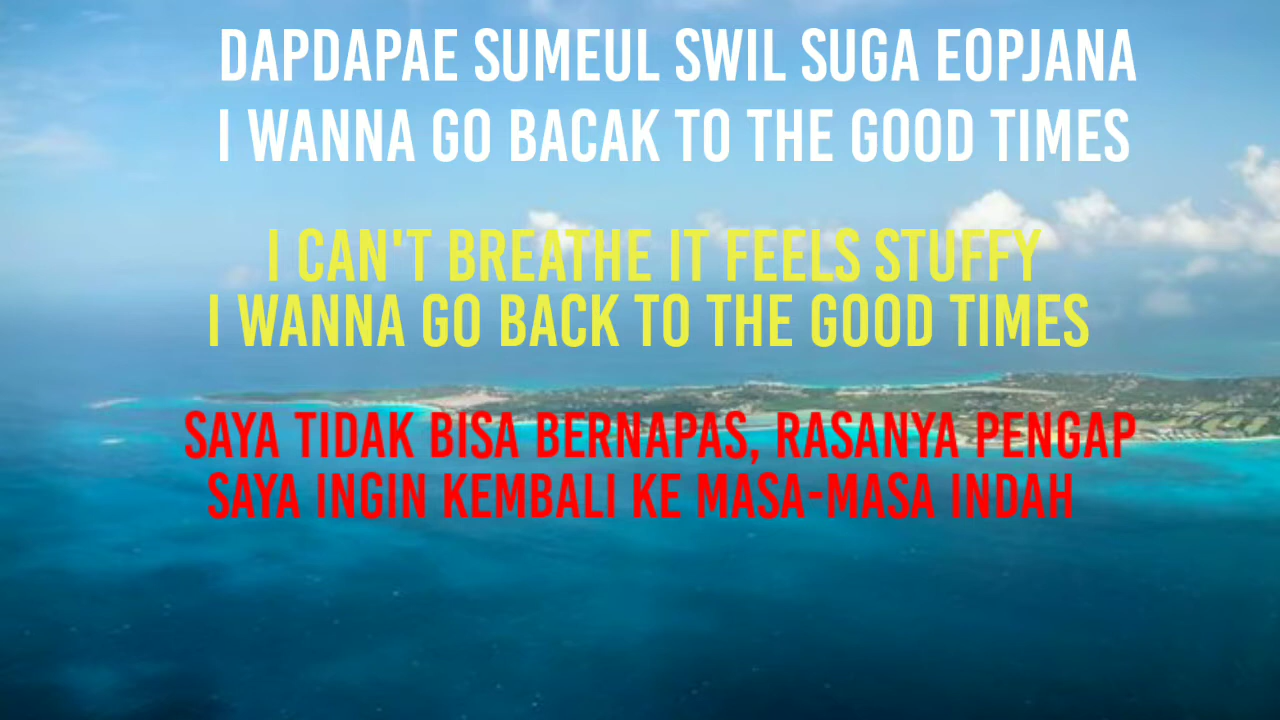 DAPDAPAE SUMEUL SWIL SUGA EOPJANA
I WANNA GO BACAK TO THE GOOD TIMES
I CAN'T BREATHE IT FEELS STUFFY
I WANNA GO BACK TO THE GOOD TIMES
SAYA TIDAK BISA BERNAPAS, RASANYA PENGAP
SAYA INGIN KEMBALI KE MASA-MASA INDAH